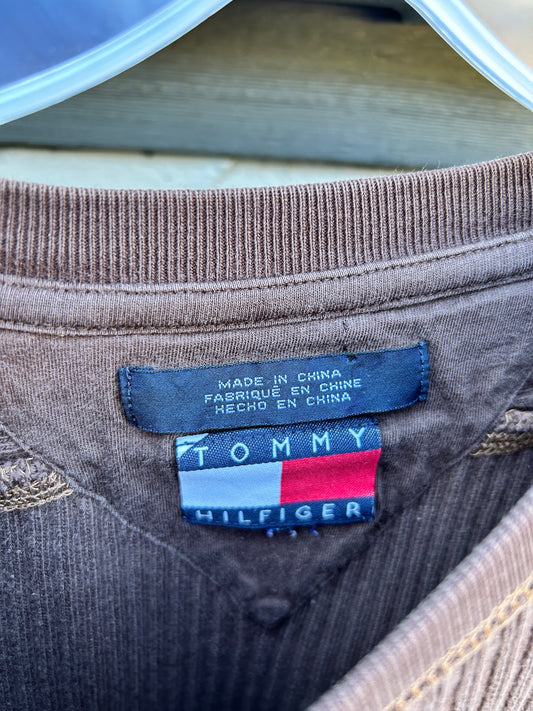 MADE IN CHINA
FABRIQUÉ EN CHINE
HECHO EN CHINA
TOMMY
HILFIGER